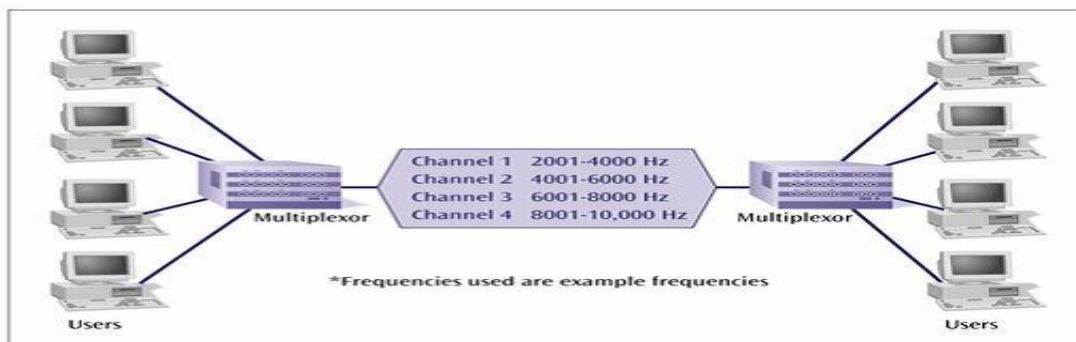 Channel 1 2001-4000 Hz
Channel 2 4001-6000 Hz
Channel 3 6001-8000 Hz
Channel 4 8001-10,000 Hz
Multiplexor
Multiplexor
*Frequencies used are example frequencies
Users
Users